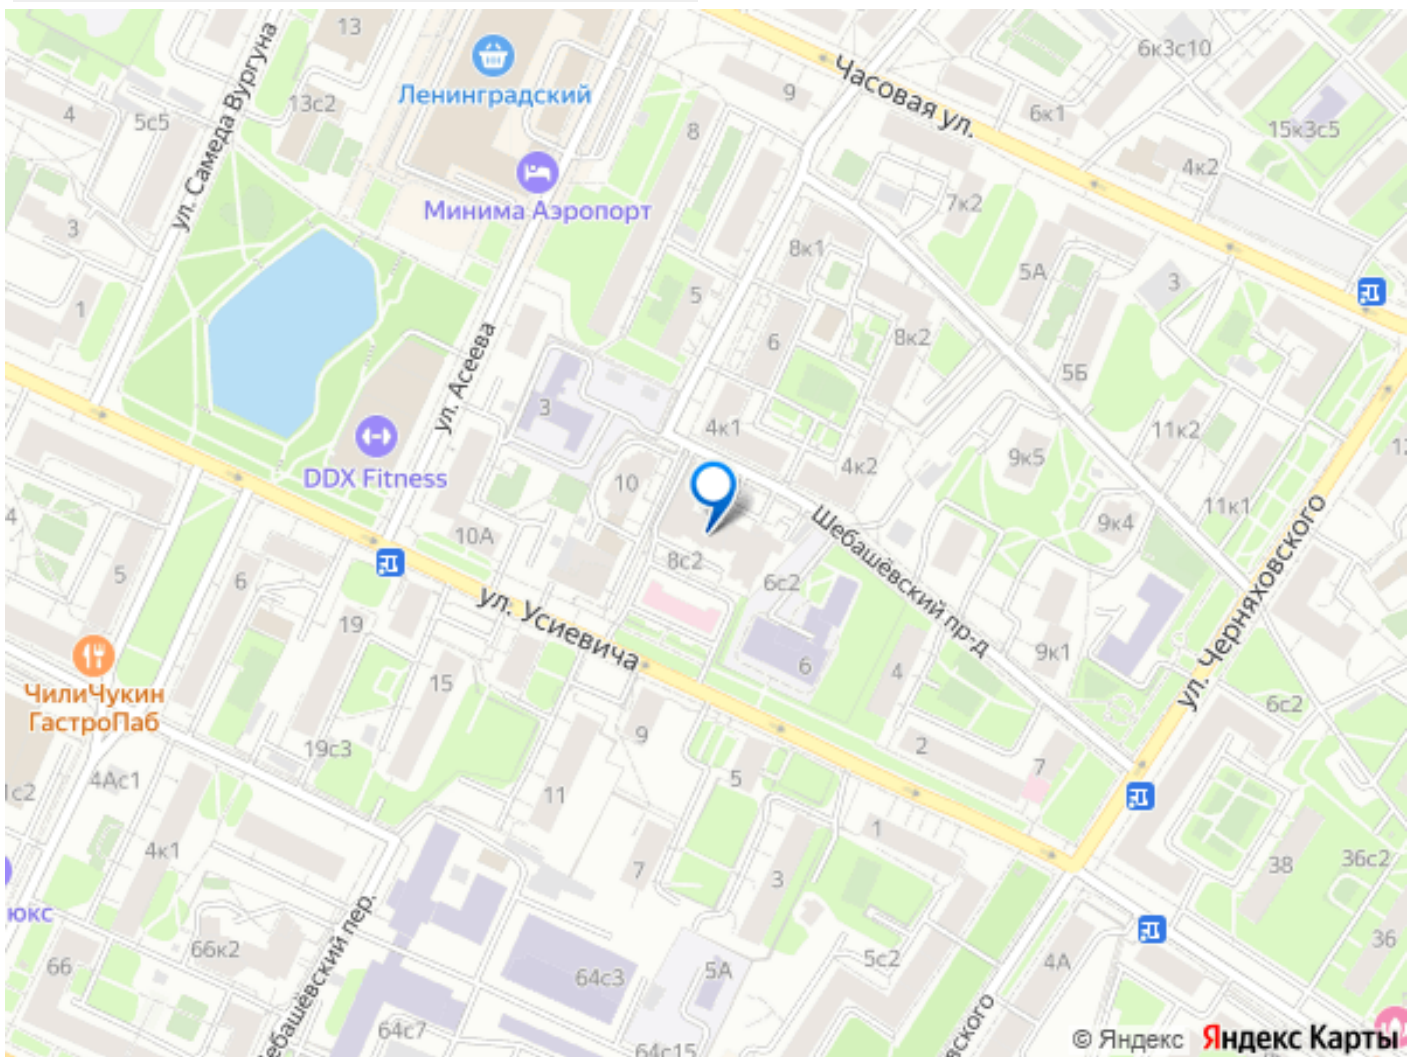 13
6к3с10
Часовая ул.
Ленинградский
ул. Самеда Вургуна
13с2
4
5с5
9
6к1
15к3с5
8
4к2
Минима Аэропорт
7к2
3
8к1
5А
3
1
5
6
8к2
5Б
ул. Асеева
3
4к1
11к2
DDX Fitness
10
4к2
9к5
11к1
4
10А
8с2
6с2
Шебашёвский пр-д
9к4
ул. Черняховского
5
6
ул. Усиевича
19
15
6
4
9к1
6с2
ЧилиЧукин
ГастроПаб
19с3
9
2
7
4Ас1
1с2
5
11
4к1
7
3
1
38
36с2
юкс
ебашёвский пер.
66
66к2
64с3
5А
5с2
4А
36
64с7
64с15
вского
© Яндекс Яндекс Карты